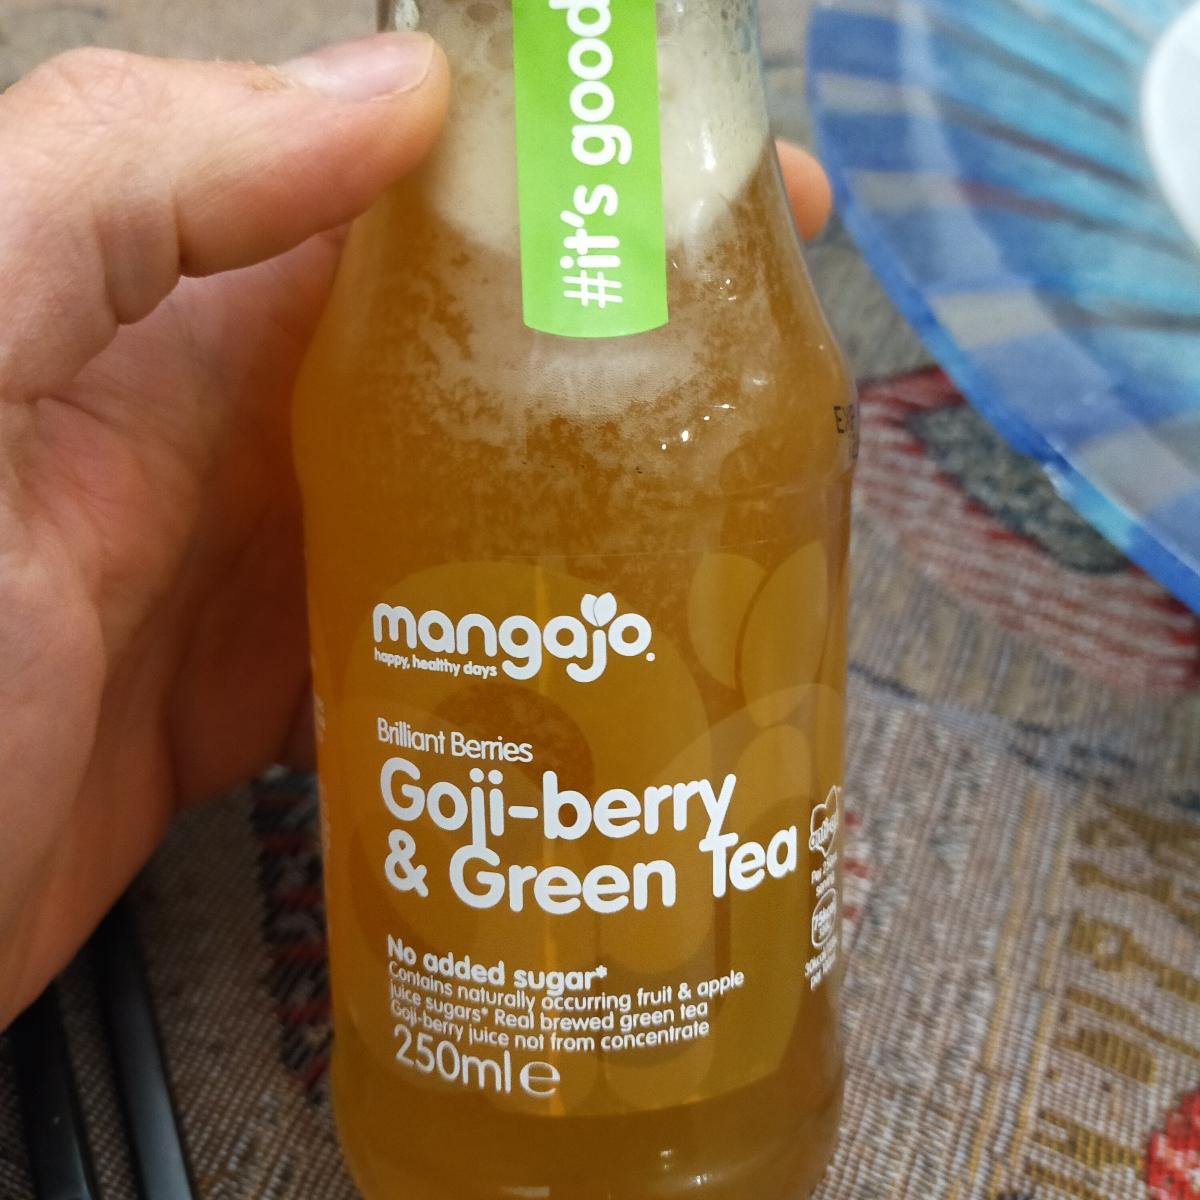 #it's good
mangajo.
happy, healthy days
Brilliant Berries
Goji-berry
& Green Tea
No added sugar*
Contains naturally occurring fruit & apple
juice sugars* Real brewed green tea
Goji-berry juice not from concentrate
250ml e